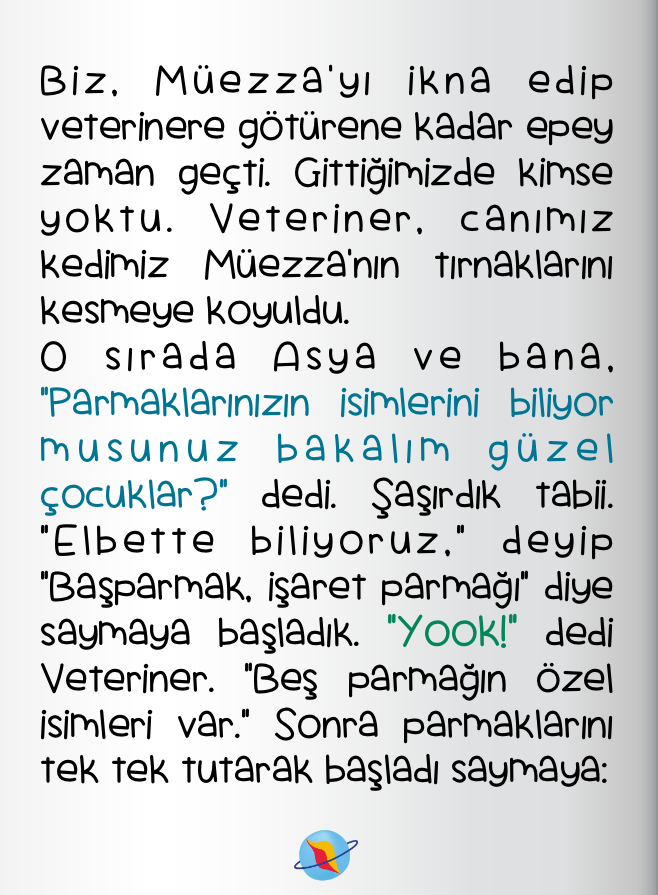 Biz, Müezza'yı ikna edip
veterinere götürene kadar epey
zaman geçti. Gittiğimizde kimse
yoktu. Veteriner, canımız
kedimiz Müezza'nın tırnaklarını
kesmeye koyuldu.
O sırada Asya ve bana,
"Parmaklarınızın isimlerini biliyor
musunuz bakalım güzel
çocuklar?" dedi. Şaşırdık tabii.
"Elbette biliyoruz," deyip
"Başparmak, işaret parmağı" diye
saymaya başladık. "Yook!" dedi
Veteriner. "Beş parmağın özel
isimleri var." Sonra parmaklarını
tek tek tutarak başladı saymaya: